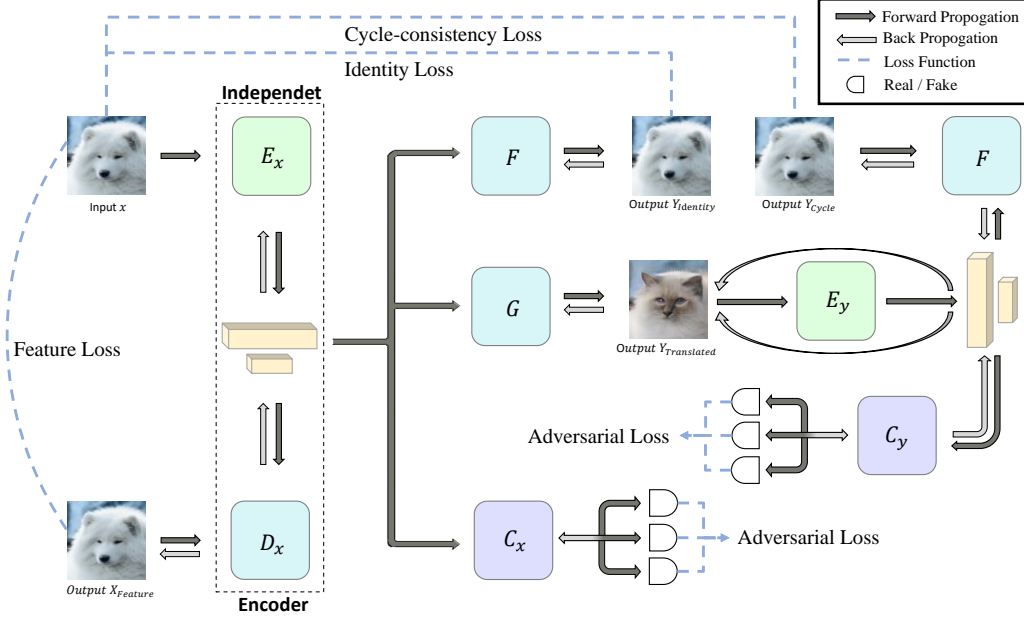 Cycle-consistency Loss
Identity Loss
Forward Propogation
Back Propogation
Loss Function
Real / Fake
Independet
E_x
F
F
Input x
Output Y_Identity
Output Y_Cycle
G
E_y
Output Y_Translated
Feature Loss
Adversarial Loss
C_y
D_x
C_x
Adversarial Loss
Output X_Feature
Encoder